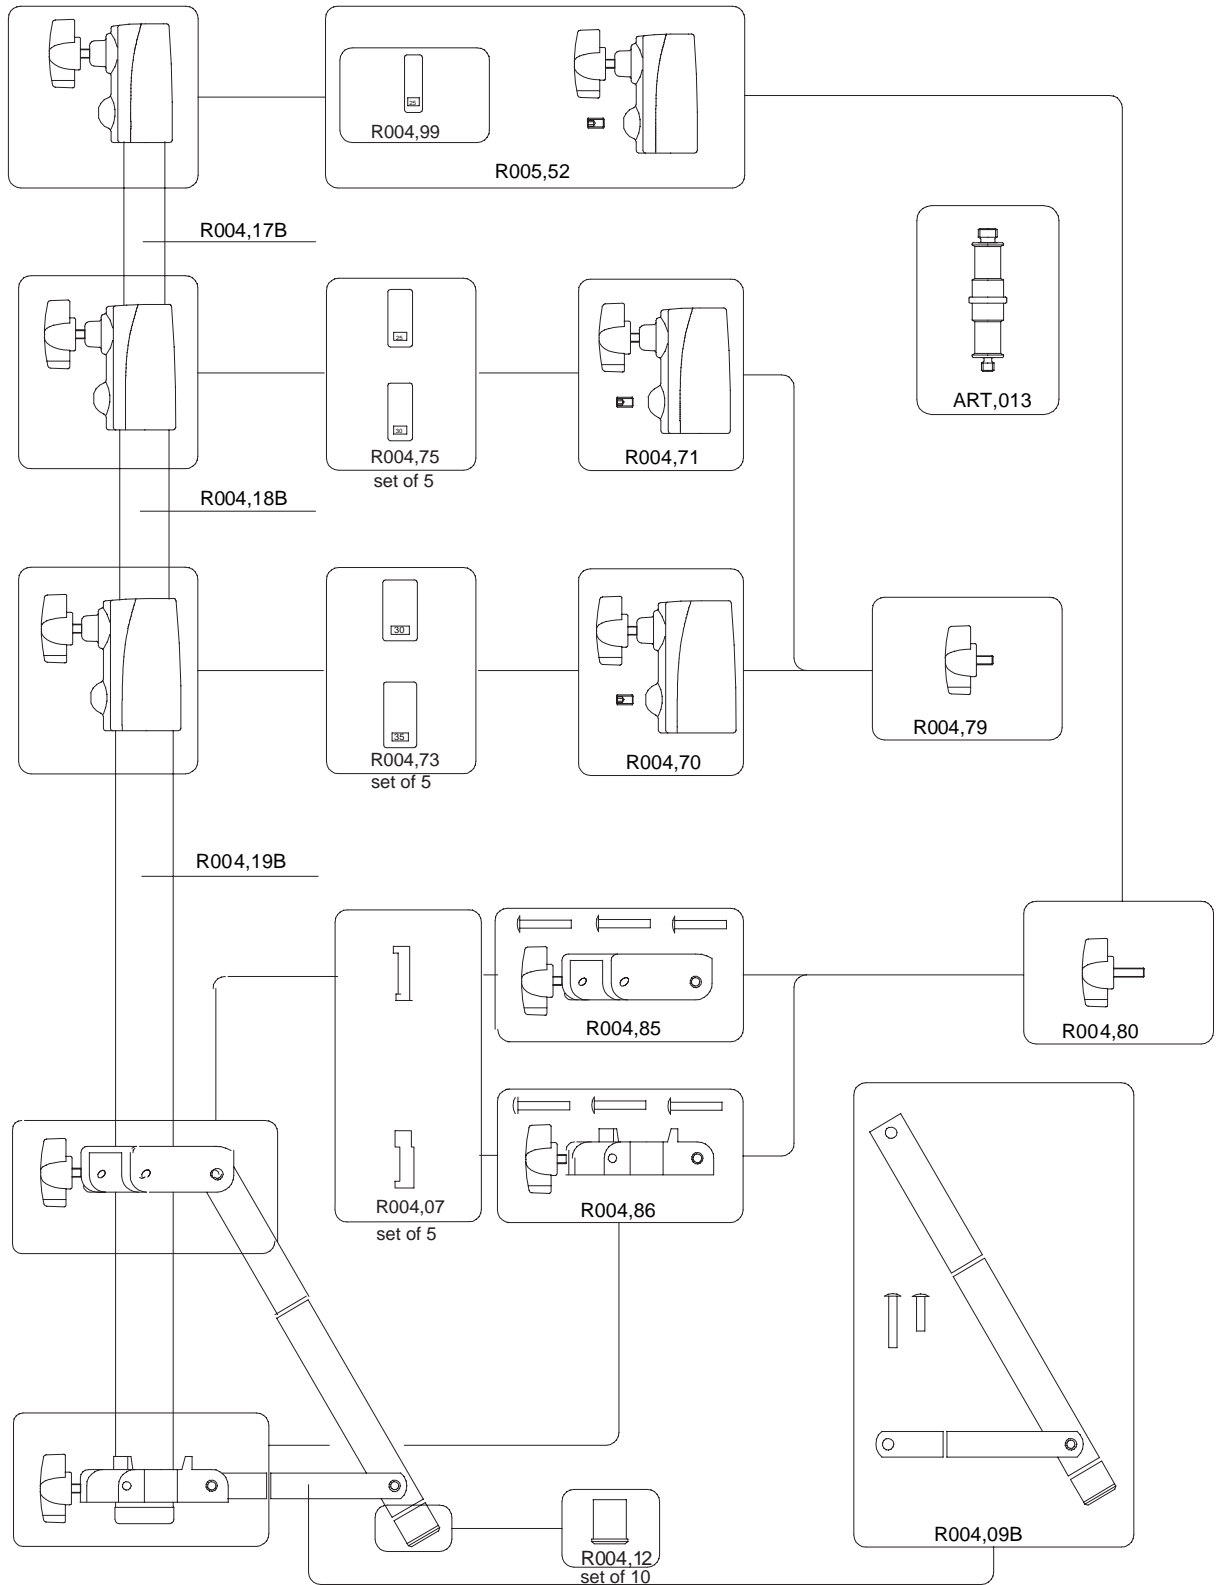 25
R004,99
R005,52
R004,17B
25
30
R004,75
set of 5
R004,71
ART,013
R004,18B
30
35
R004,73
set of 5
R004,70
R004,79
R004,19B
R004,85
R004,80
R004,07
set of 5
R004,86
R004,09B
R004,12
set of 10